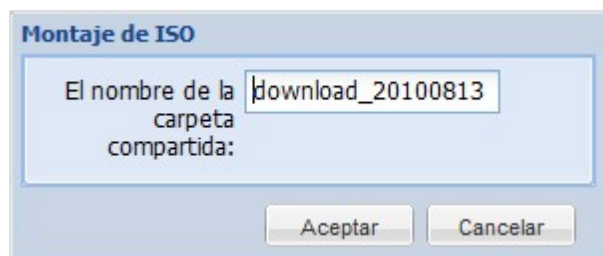 Montaje de ISO
El nombre de la download_20100813
carpeta
compartida:
Aceptar Cancelar